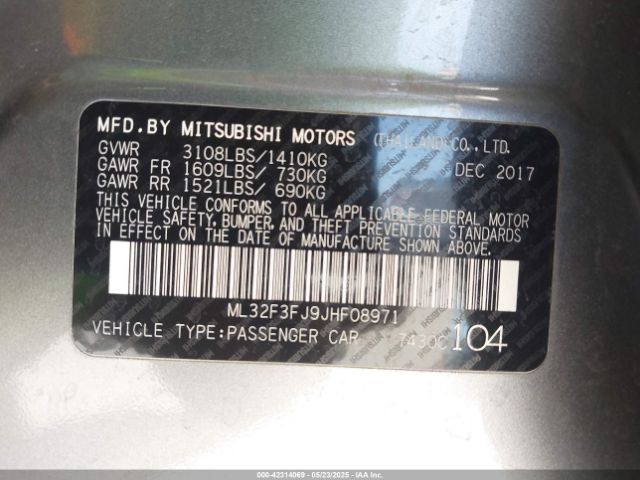 MFD.BY MITSUBISHI MOTORS (THAILAND) CO., LTD.
GVWR 3108LBS/1410KG DEC 2017
GAWR FR 1609LBS/ 730KG
GAWR RR 1521LBS/ 690KG
THIS VEHICLE CONFORMS TO ALL APPLICABLE FEDERAL MOTOR
VEHICLE SAFETY, BUMPER, AND THEFT PREVENTION STANDARDS
IN EFFECT ON THE DATE OF MANUFACTURE SHOWN ABOVE.
ML32F3FJ9JHF08971
VEHICLE TYPE:PASSENGER CAR 7430C 104
000-42314069 - 05/23/2025 - IAAI.COM